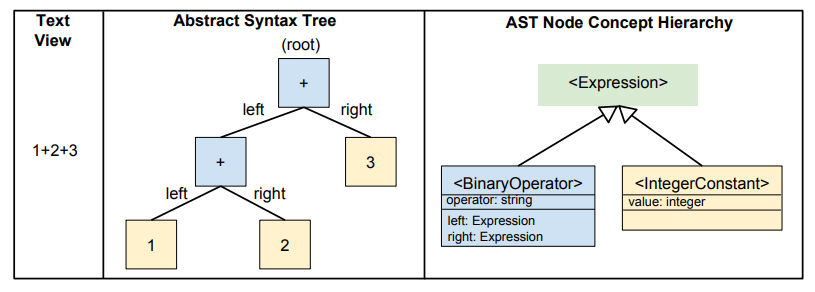 Text
View
1+2+3
Abstract Syntax Tree
(root)
+
left
right
+
3
left
right
1
2
AST Node Concept Hierarchy
<Expression>
<BinaryOperator>
operator: string
left: Expression
right: Expression
<IntegerConstant>
value: integer